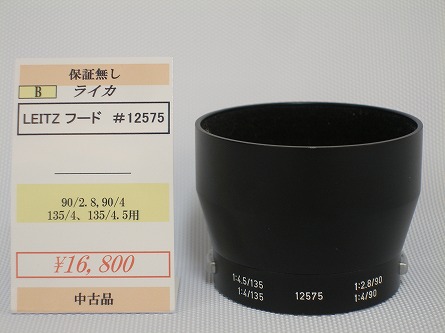 保証無し
B ライカ
LEITZ フード ＃12575
90/2.8,90/4
135/4、135/4.5用
¥16,800
中古品
1:4.5/135 1:2.8/90
1:4/135 12575 1:4/90